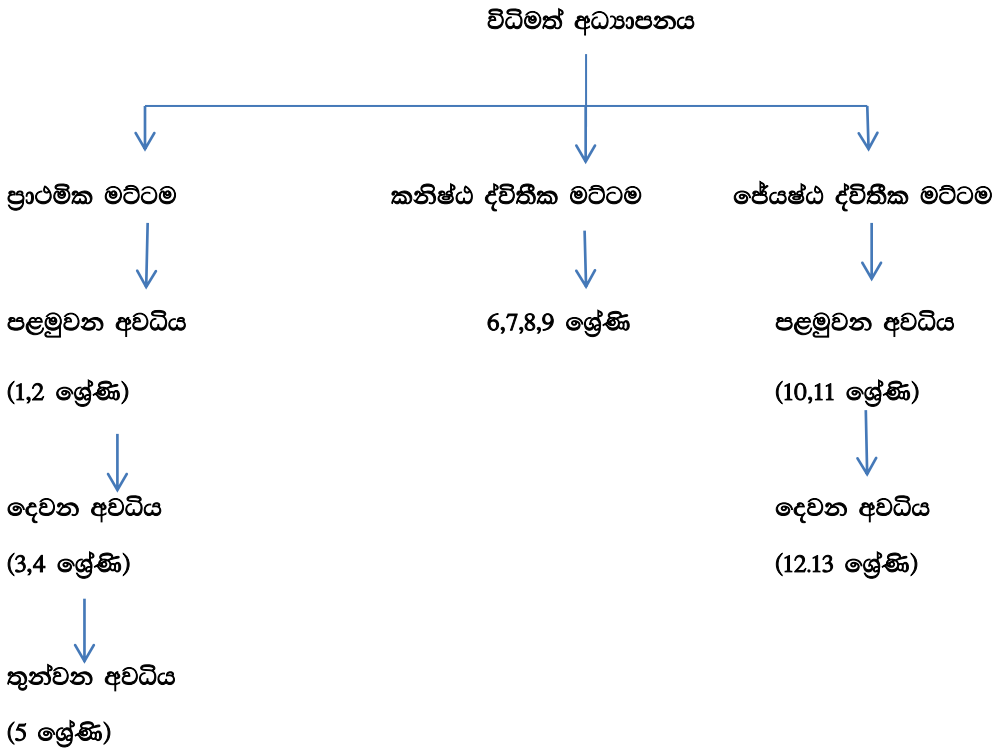 විධිමත් අධ්‍යාපනය
ප්‍රාථමික මට්ටම කනිෂ්ඨ ද්විතීක මට්ටම ජේයෂ්ඨ ද්විතීක මට්ටම
පළමුවන අවධිය 6,7,8,9 ශ්‍රේණි පළමුවන අවධිය
(1,2 ශ්‍රේණි) (10,11 ශ්‍රේණි)
දෙවන අවධිය දෙවන අවධිය
(3,4 ශ්‍රේණි) (12.13 ශ්‍රේණි)
තුන්වන අවධිය
(5 ශ්‍රේණි)